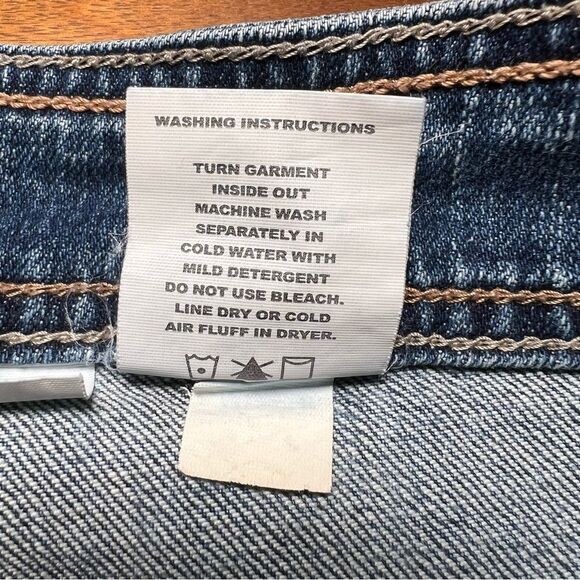 WASHING INSTRUCTIONS
TURN GARMENT
INSIDE OUT
MACHINE WASH
SEPARATELY IN
COLD WATER WITH
MILD DETERGENT
DO NOT USE BLEACH.
LINE DRY OR COLD
AIR FLUFF IN DRYER.